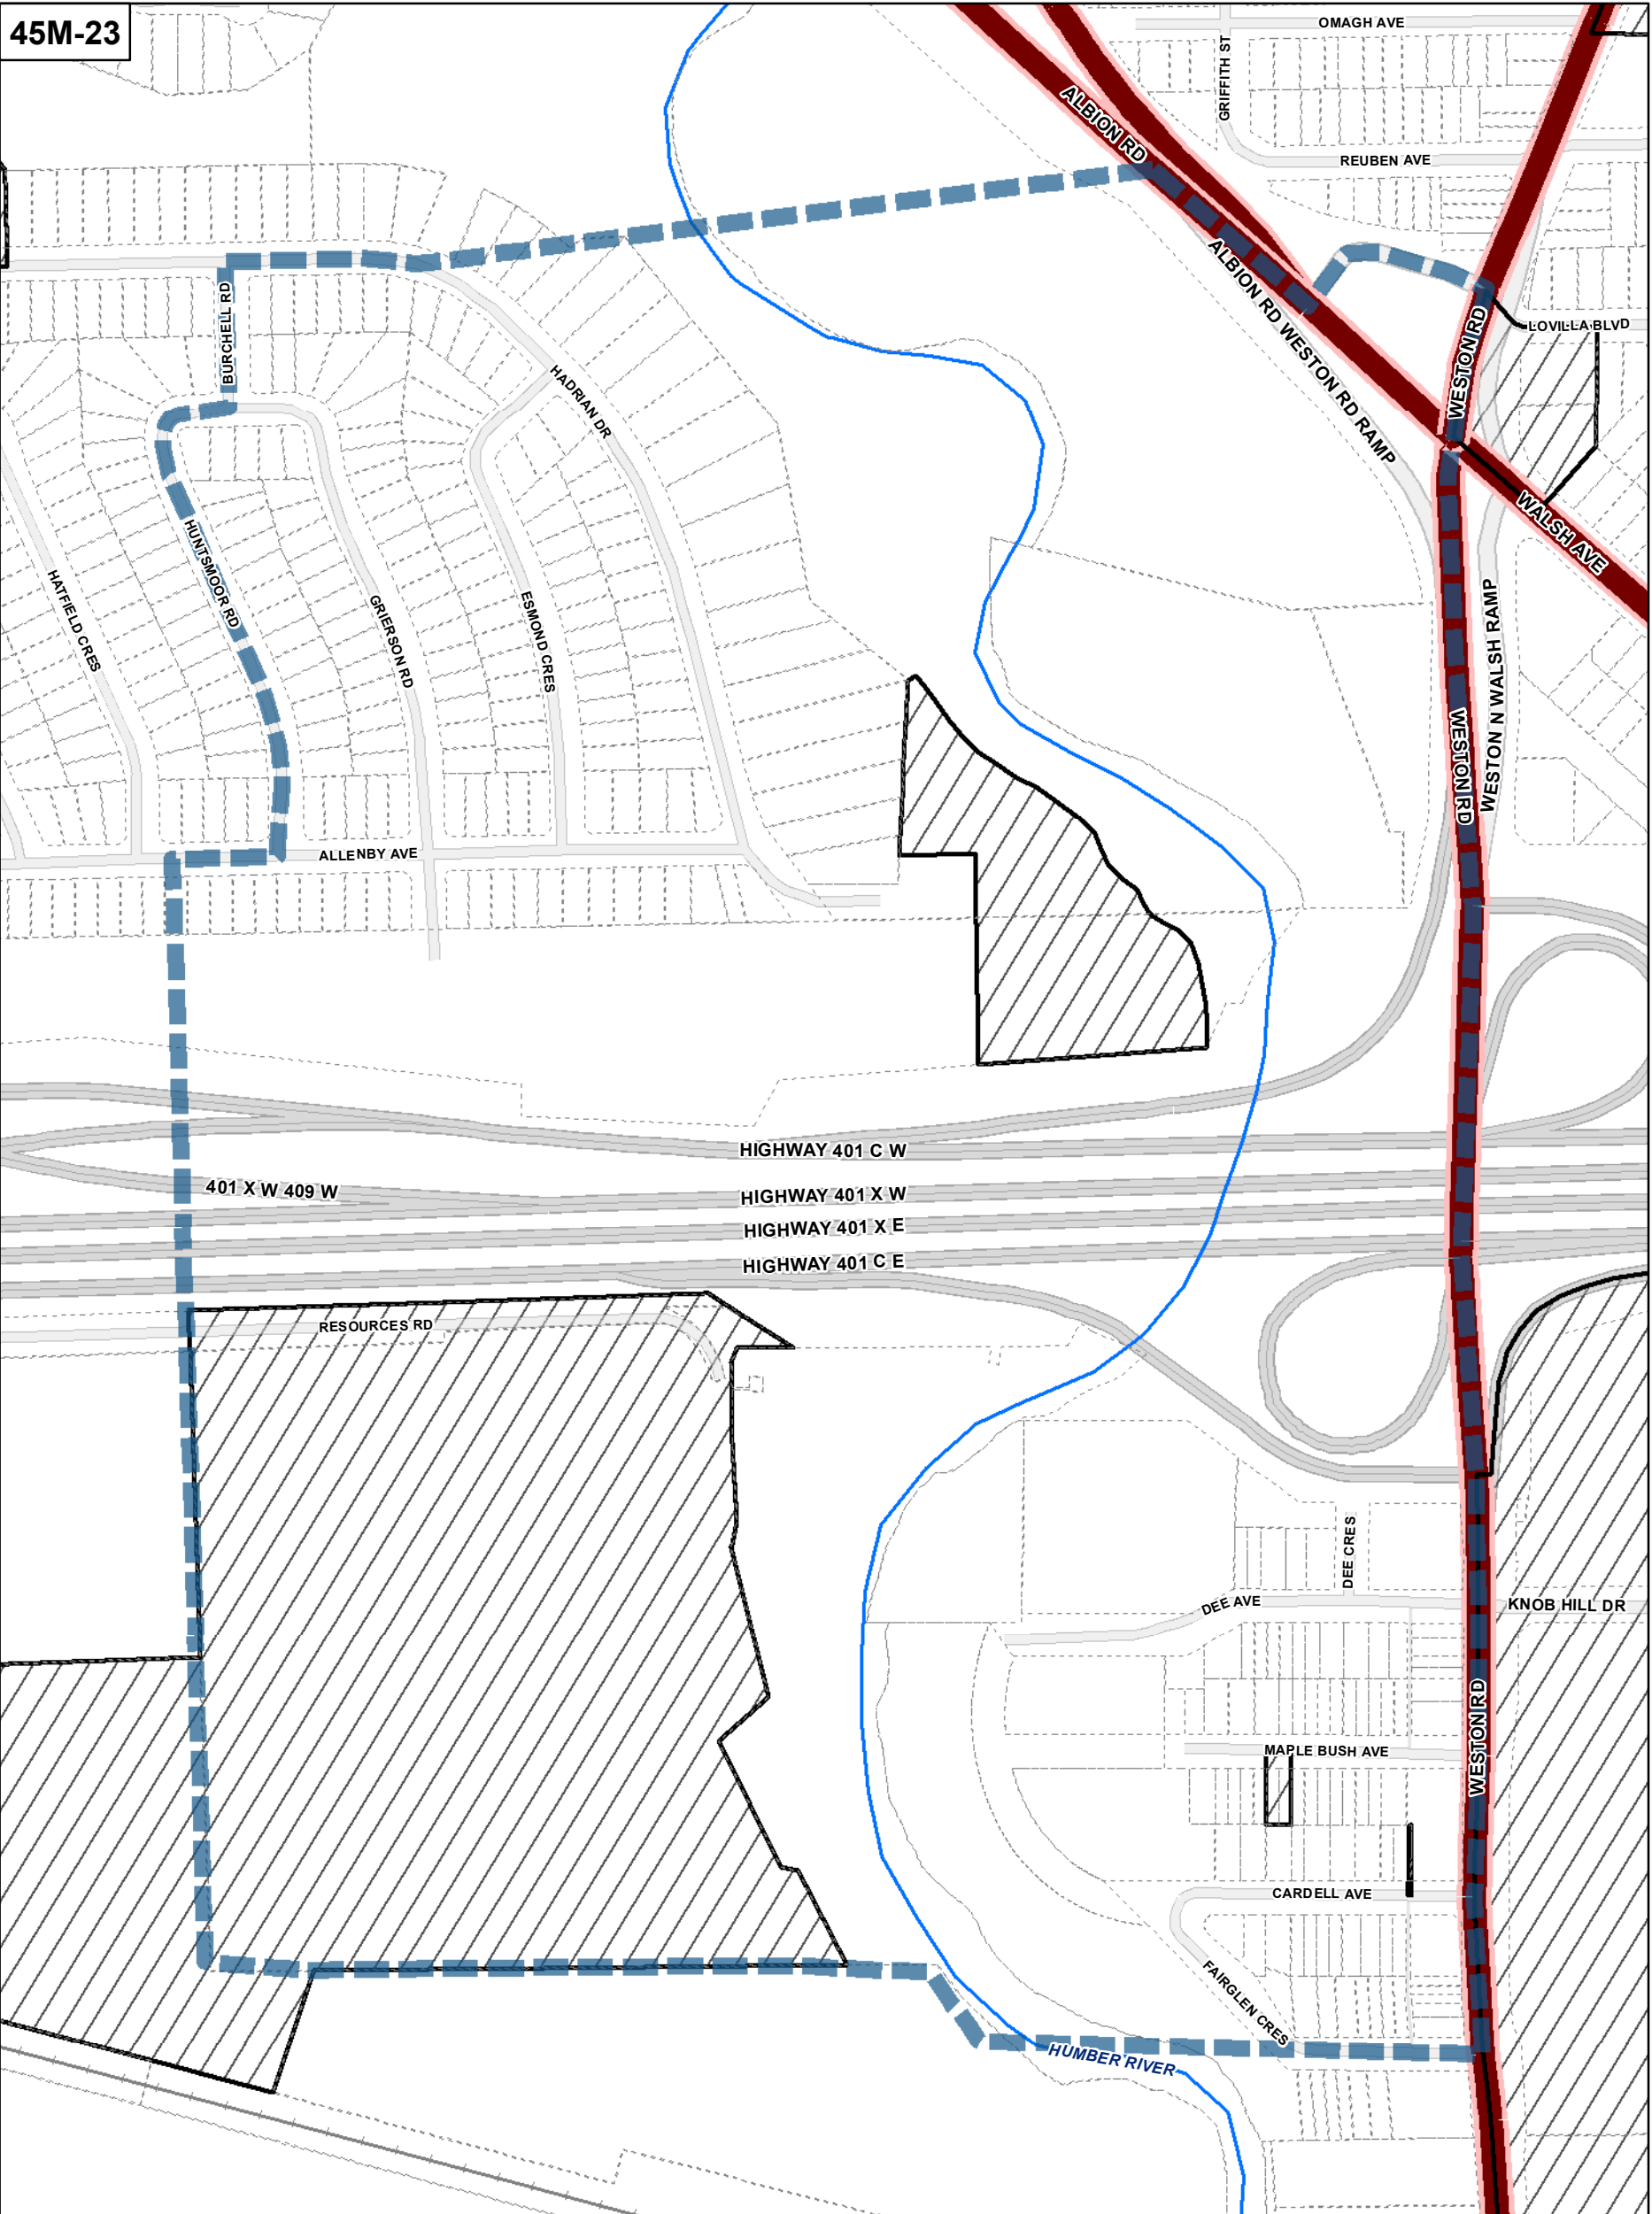 45M-23
OMAGH AVE
GRIFFITH ST
ALBION RD
REUBEN AVE
ALBION RD WESTON RD RAMP
BURCHELL RD
LOVILLA BLVD
WESTON RD
HADRIAN DR
WALSH AVE
HUNTSMOOR RD
HATFIELD CRES
GRIERSON RD
ESMOND CRES
WESTON N WALSH RAMP
WESTON RD
ALLENBY AVE
HIGHWAY 401 C W
401 X W 409 W
HIGHWAY 401 X W
HIGHWAY 401 X E
HIGHWAY 401 C E
RESOURCES RD
DEE CRES
DEE AVE
KNOB HILL DR
WESTON RD
MAPLE BUSH AVE
CARDELL AVE
FAIRGLEN CRES
HUMBER RIVER